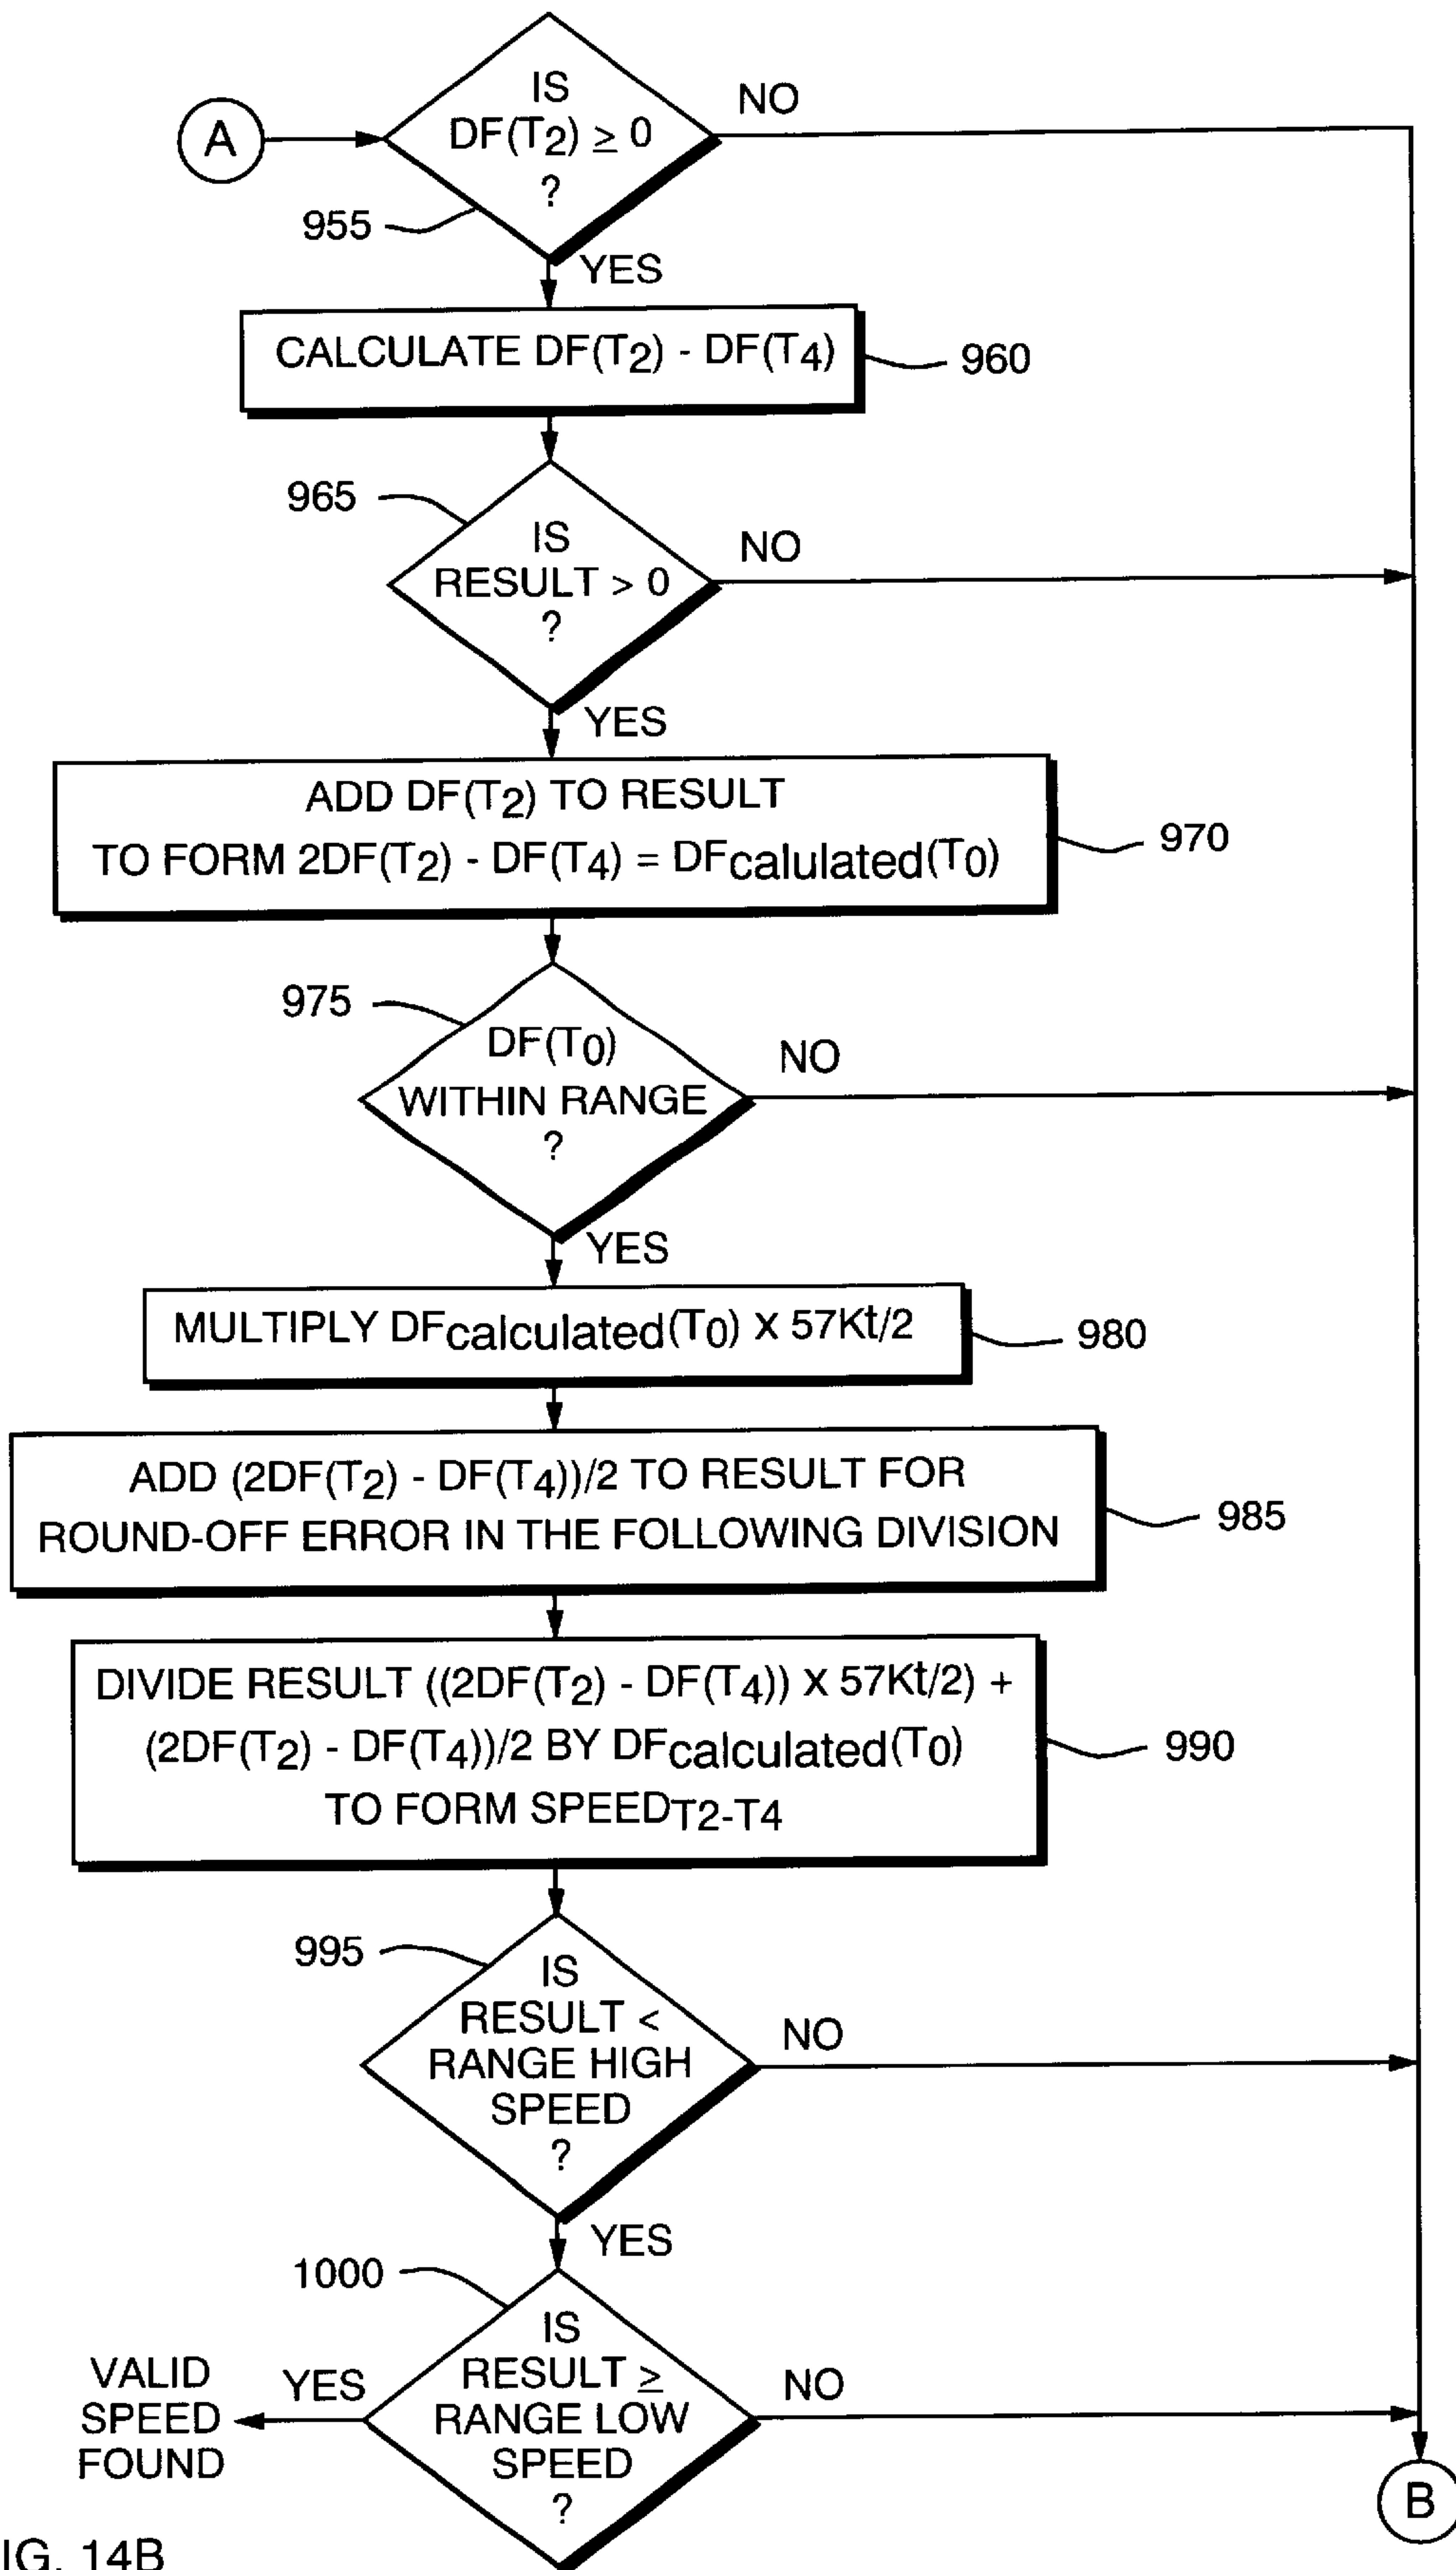 A
IS
DF(T2) ≥ 0
?
NO
955
YES
CALCULATE DF(T2) - DF(T4)
960
965
IS
RESULT > 0
?
NO
YES
ADD DF(T2) TO RESULT
TO FORM 2DF(T2) - DF(T4) = DFcalulated(T0)
970
975
DF(T0)
WITHIN RANGE
?
NO
YES
MULTIPLY DFcalculated(T0) X 57Kt/2
980
ADD (2DF(T2) - DF(T4))/2 TO RESULT FOR
ROUND-OFF ERROR IN THE FOLLOWING DIVISION
985
DIVIDE RESULT ((2DF(T2) - DF(T4)) X 57Kt/2) +
(2DF(T2) - DF(T4))/2 BY DFcalculated(T0)
TO FORM SPEEDT2-T4
990
995
IS
RESULT <
RANGE HIGH
SPEED
?
NO
YES
1000
IS
RESULT ≥
RANGE LOW
SPEED
?
NO
YES
VALID
SPEED
FOUND
B
IG. 14B